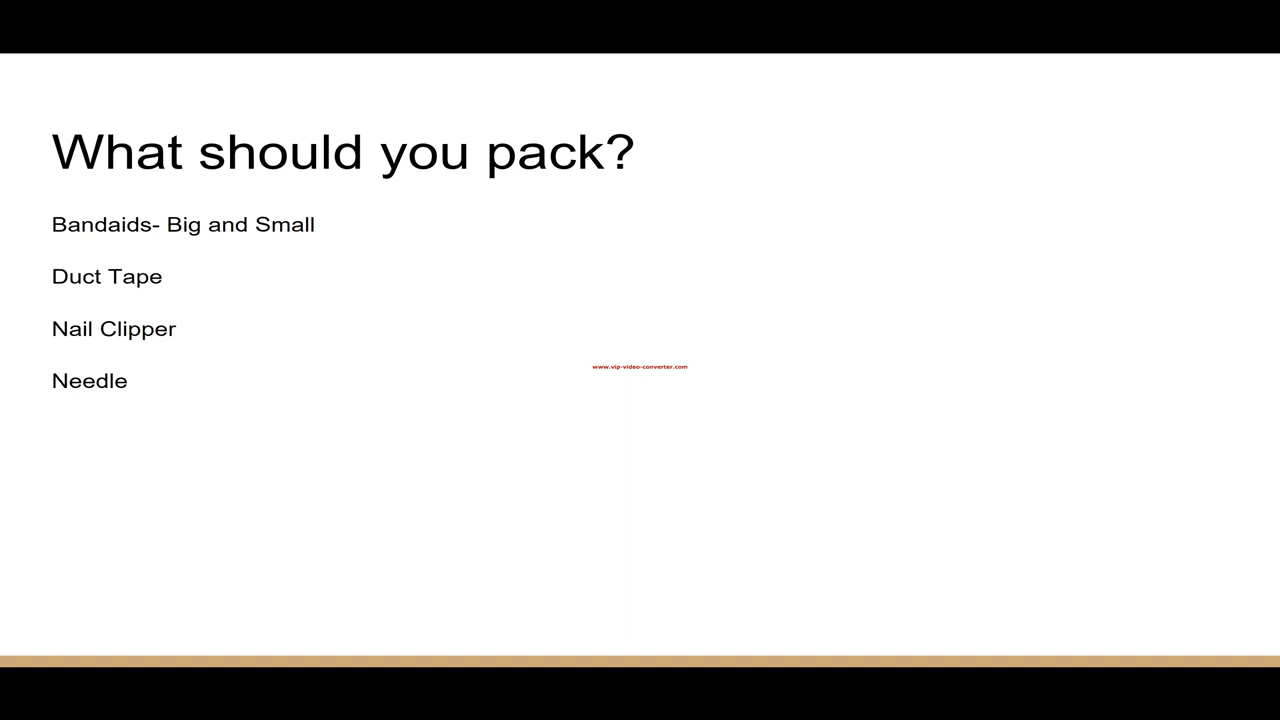 What should you pack?
Bandaids- Big and Small
Duct Tape
Nail Clipper
www.vip-video-converter.com
Needle